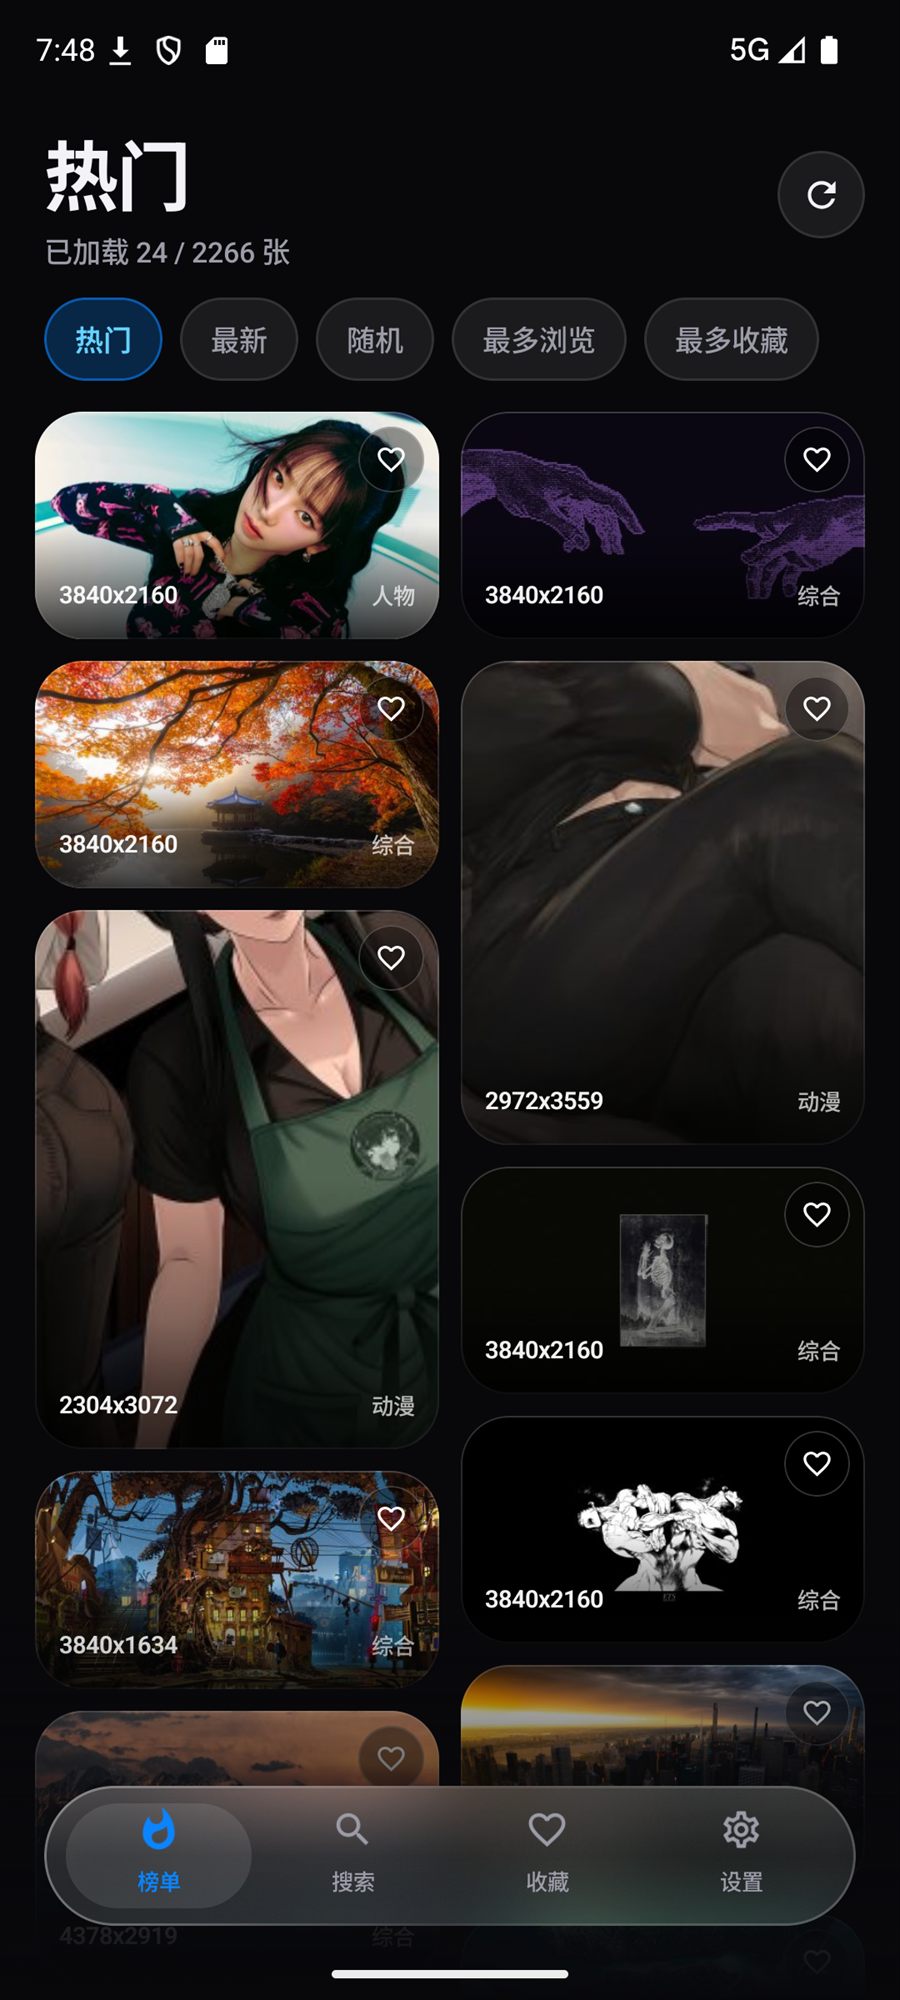 7:48
5G
热门
已加载 24 / 2266 张
热门 最新 随机 最多浏览 最多收藏
3840x2160 人物
3840x2160 综合
3840x2160 综合
2972x3559 动漫
2304x3072 动漫
3840x2160 综合
3840x2160 综合
3840x1634 综合
榜单 搜索 收藏 设置
4378x2919 综合